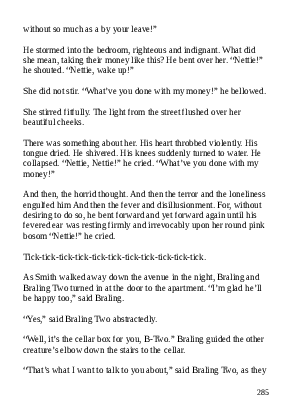 without so much as a by your leave!”
He stormed into the bedroom, righteous and indignant. What did
she mean, taking their money like this? He bent over her. “Nettie!”
he shouted. “Nettie, wake up!”
She did not stir. “What’ve you done with my money!” he bellowed.
She stirred fitfully. The light from the street flushed over her
beautiful cheeks.
There was something about her. His heart throbbed violently. His
tongue dried. He shivered. His knees suddenly turned to water. He
collapsed. “Nettie, Nettie!” he cried. “What’ve you done with my
money!”
And then, the horrid thought. And then the terror and the loneliness
engulfed him And then the fever and disillusionment. For, without
desiring to do so, he bent forward and yet forward again until his
fevered ear was resting firmly and irrevocably upon her round pink
bosom “Nettie!” he cried.
Tick-tick-tick-tick-tick-tick-tick-tick-tick-tick-tick.
As Smith walked away down the avenue in the night, Braling and
Braling Two turned in at the door to the apartment. “I’m glad he’ll
be happy too,” said Braling.
“Yes,” said Braling Two abstractedly.
“Well, it’s the cellar box for you, B-Two.” Braling guided the other
creature’s elbow down the stairs to the cellar.
“That’s what I want to talk to you about,” said Braling Two, as they
285